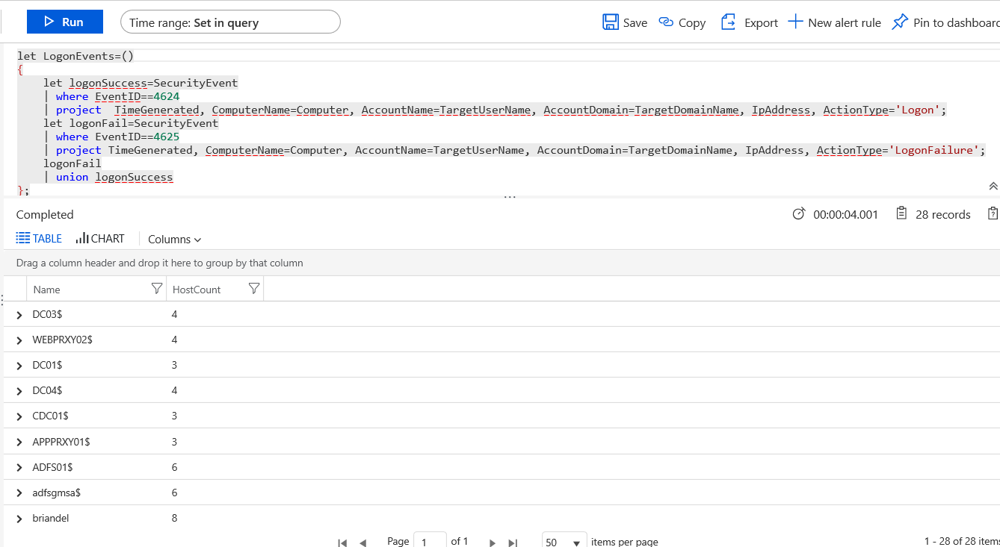 Run
Time range: Set in query
Save
Copy
Export
New alert rule
Pin to dashboard
let LogonEvents=()
{
let logonSuccess=SecurityEvent
| where EventID==4624
| project  TimeGenerated, ComputerName=Computer, AccountName=TargetUserName, AccountDomain=TargetDomainName, IpAddress, ActionType='Logon';
let logonFail=SecurityEvent
| where EventID==4625
| project TimeGenerated, ComputerName=Computer, AccountName=TargetUserName, AccountDomain=TargetDomainName, IpAddress, ActionType='LogonFailure';
logonFail
| union logonSuccess
};
Completed
00:00:04.001
28 records
TABLE
CHART
Columns
Drag a column header and drop it here to group by that column
Name HostCount
DC03$ 4
WEBPRXY02$ 4
DC01$ 3
DC04$ 4
CDC01$ 3
APPPRXY01$ 3
ADFS01$ 6
adfsgmsa$ 6
briandel 8
Page 1 of 1
50 items per page
1 - 28 of 28 items